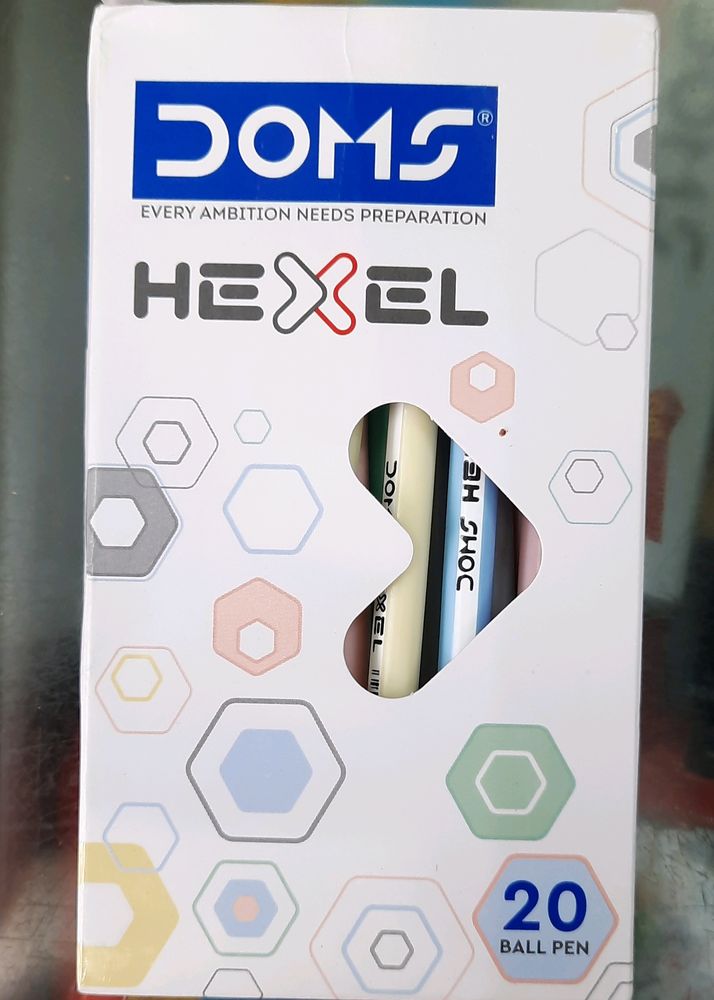 DOMS®
EVERY AMBITION NEEDS PREPARATION
HEXEL
DOMS
20
BALL PEN